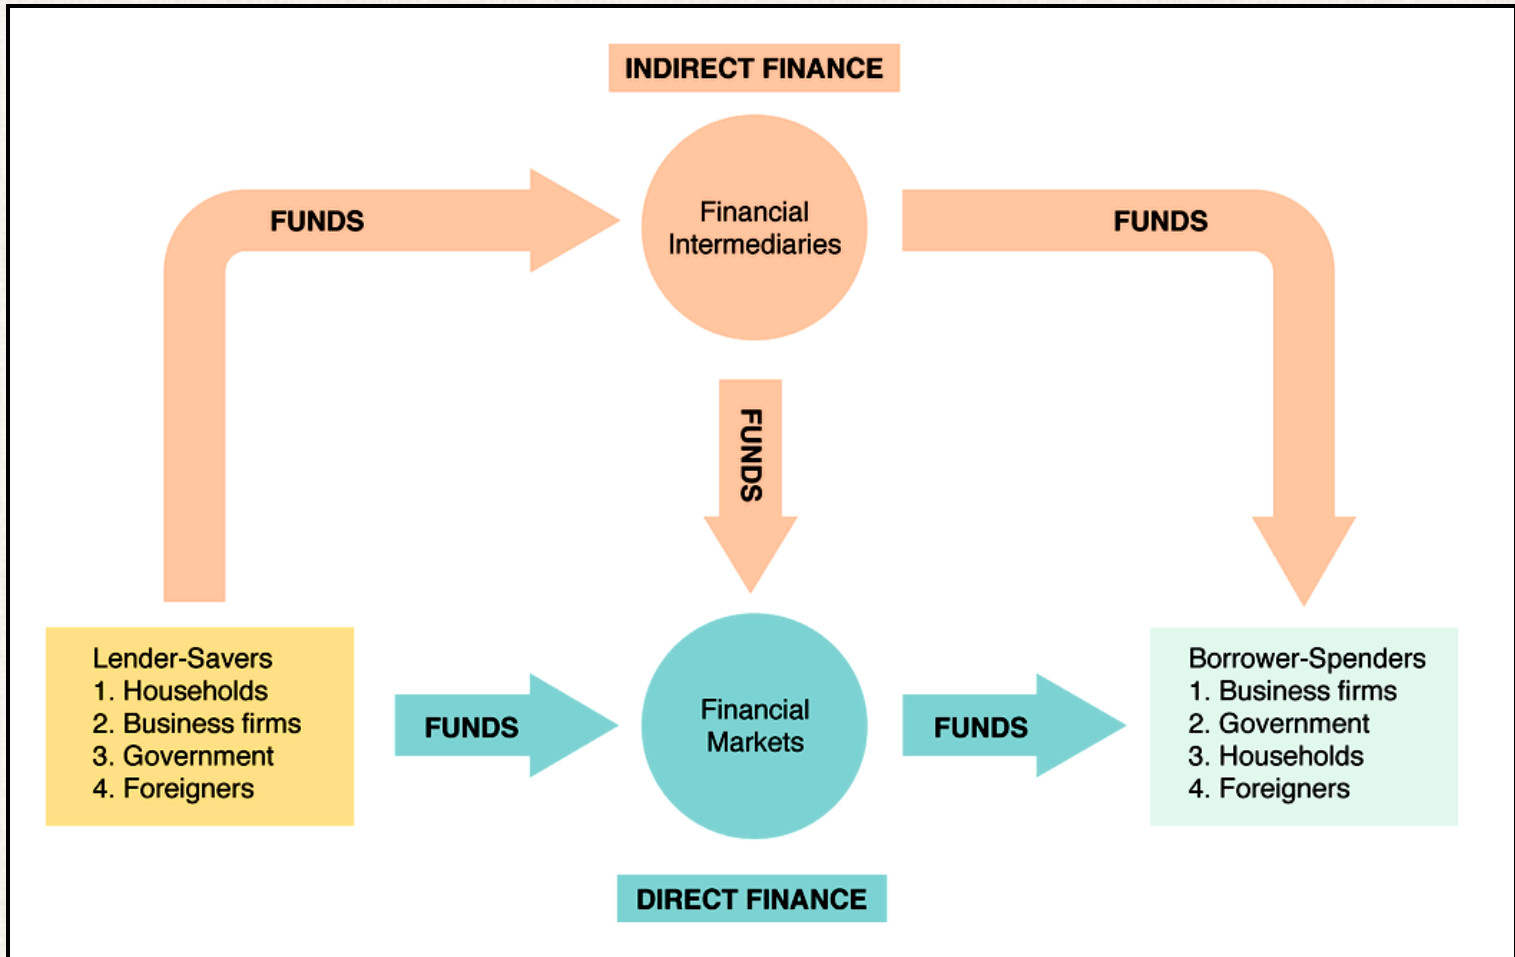 INDIRECT FINANCE
FUNDS
Financial
Intermediaries
FUNDS
FUNDS
Lender-Savers
1. Households
2. Business firms
3. Government
4. Foreigners
FUNDS
Financial
Markets
FUNDS
Borrower-Spenders
1. Business firms
2. Government
3. Households
4. Foreigners
DIRECT FINANCE